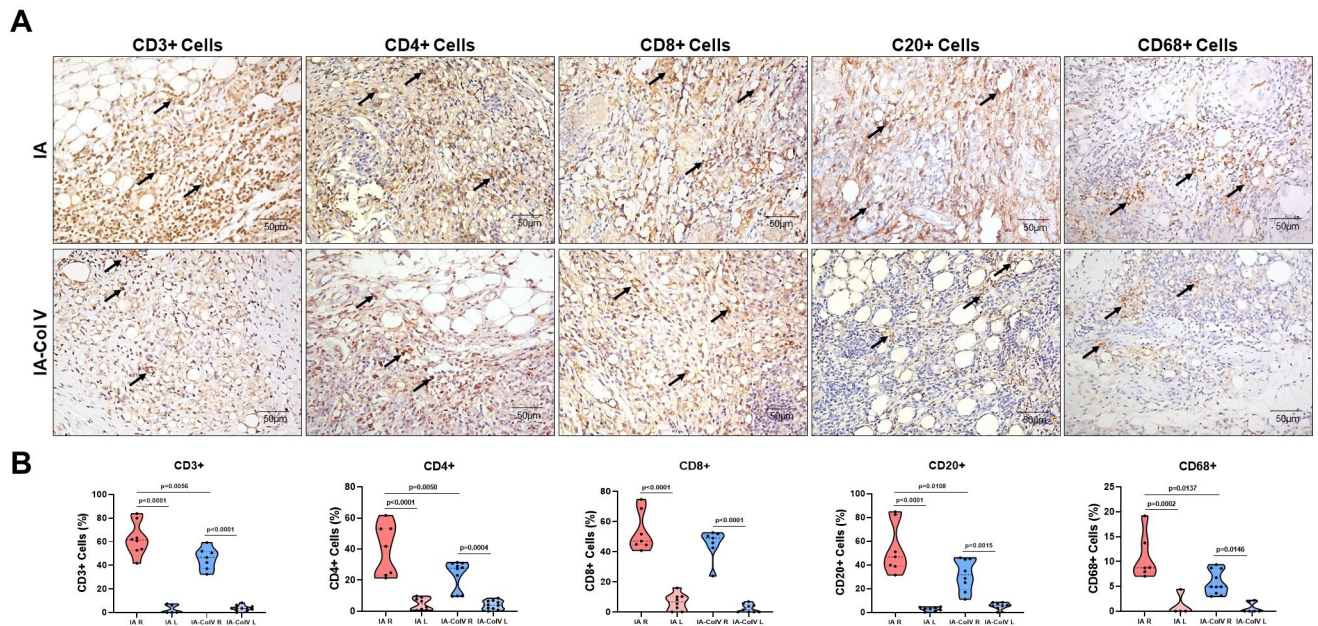 A
CD3+ Cells CD4+ Cells CD8+ Cells C20+ Cells CD68+ Cells
IA
50µm 50µm 50µm 50µm 50µm
IA-Col V
50µm 50µm 50µm 50µm 50µm
B
CD3+ CD4+ CD8+ CD20+ CD68+
CD3+ Cells (%)
100
80
60
40
20
0
p=0.0056
p<0.0001
p<0.0001
IA R IA L IA-ColV R IA-ColV L
CD4+ Cells (%)
80
60
40
20
0
p=0.0050
p<0.0001
p=0.0004
IA R IA L IA-ColV R IA-ColV L
CD8+ Cells (%)
80
60
40
20
0
p<0.0001
p<0.0001
IA R IA L IA-ColV R IA-ColV L
CD20+ Cells (%)
100
80
60
40
20
0
p=0.0108
p<0.0001
p=0.0015
IA R IA L IA-ColV R IA-ColV L
CD68+ Cells (%)
25
20
15
10
5
0
p=0.0137
p=0.0002
p=0.0146
IA R IA L IA-ColV R IA-ColV L